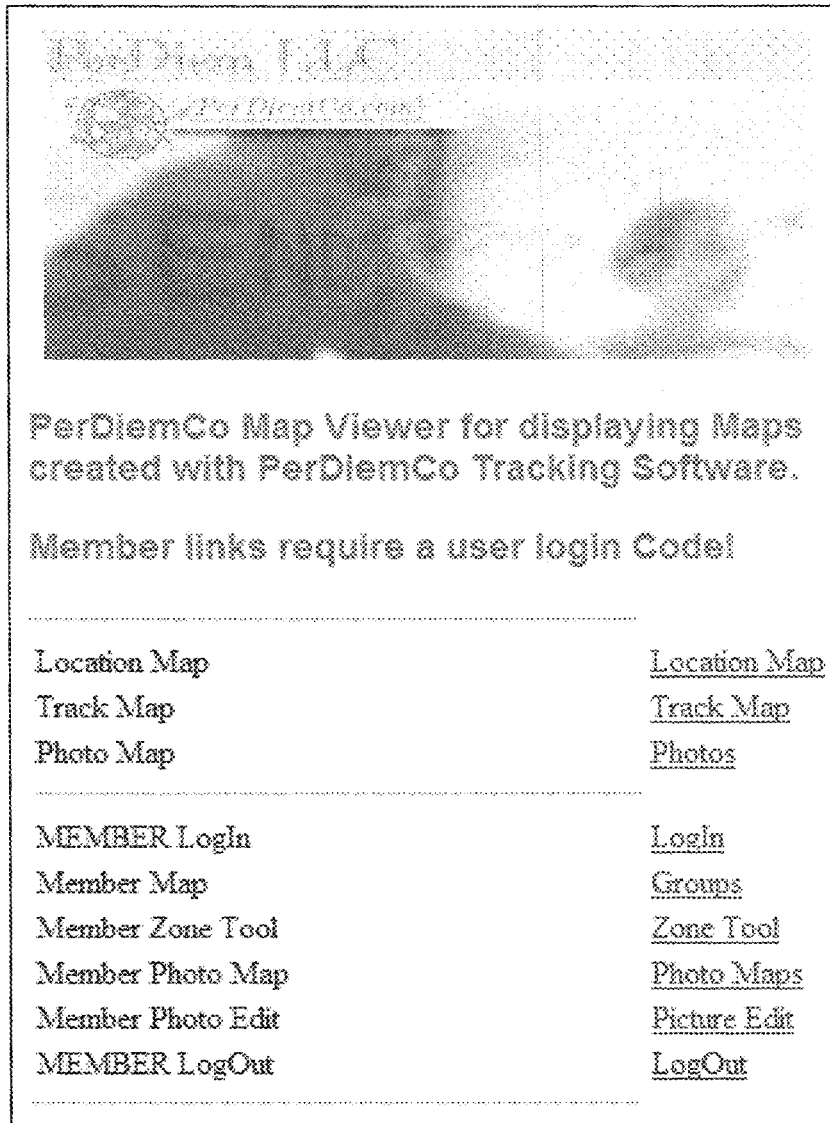 PerDiem LLC
PerDiemCo.com
PerDiemCo Map Viewer for displaying Maps
created with PerDiemCo Tracking Software.
Member links require a user login Code!
Location Map Location Map
Track Map Track Map
Photo Map Photos
MEMBER LogIn LogIn
Member Map Groups
Member Zone Tool Zone Tool
Member Photo Map Photo Maps
Member Photo Edit Picture Edit
MEMBER LogOut LogOut